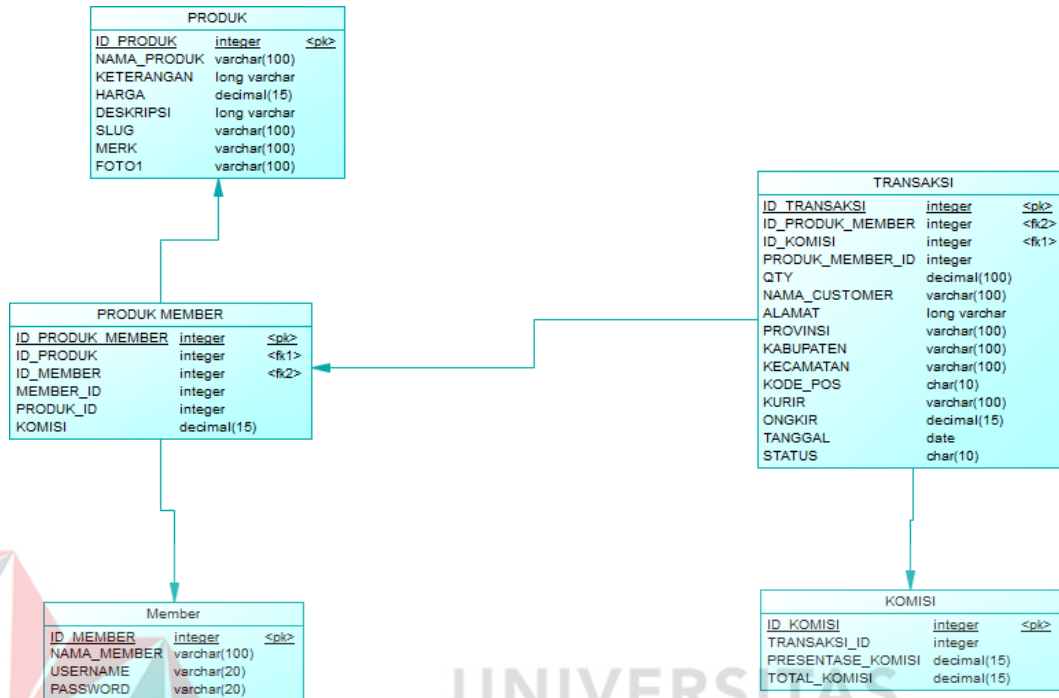 PRODUK
ID_PRODUK integer <pk>
NAMA_PRODUK varchar(100)
KETERANGAN long varchar
HARGA decimal(15)
DESKRIPSI long varchar
SLUG varchar(100)
MERK varchar(100)
FOTO1 varchar(100)
TRANSAKSI
ID_TRANSAKSI integer <pk>
ID_PRODUK_MEMBER integer <fk2>
ID_KOMISI integer <fk1>
PRODUK_MEMBER_ID integer
QTY decimal(100)
NAMA_CUSTOMER varchar(100)
ALAMAT long varchar
PROVINSI varchar(100)
KABUPATEN varchar(100)
KECAMATAN varchar(100)
KODE_POS char(10)
KURIR varchar(100)
ONGKIR decimal(15)
TANGGAL date
STATUS char(10)
PRODUK MEMBER
ID_PRODUK_MEMBER integer <pk>
ID_PRODUK integer <fk1>
ID_MEMBER integer <fk2>
MEMBER_ID integer
PRODUK_ID integer
KOMISI decimal(15)
Member
ID_MEMBER integer <pk>
NAMA_MEMBER varchar(100)
USERNAME varchar(20)
PASSWORD varchar(20)
KOMISI
ID_KOMISI integer <pk>
TRANSAKSI_ID integer
PRESENTASE_KOMISI decimal(15)
TOTAL_KOMISI decimal(15)
UNIVERSITAS